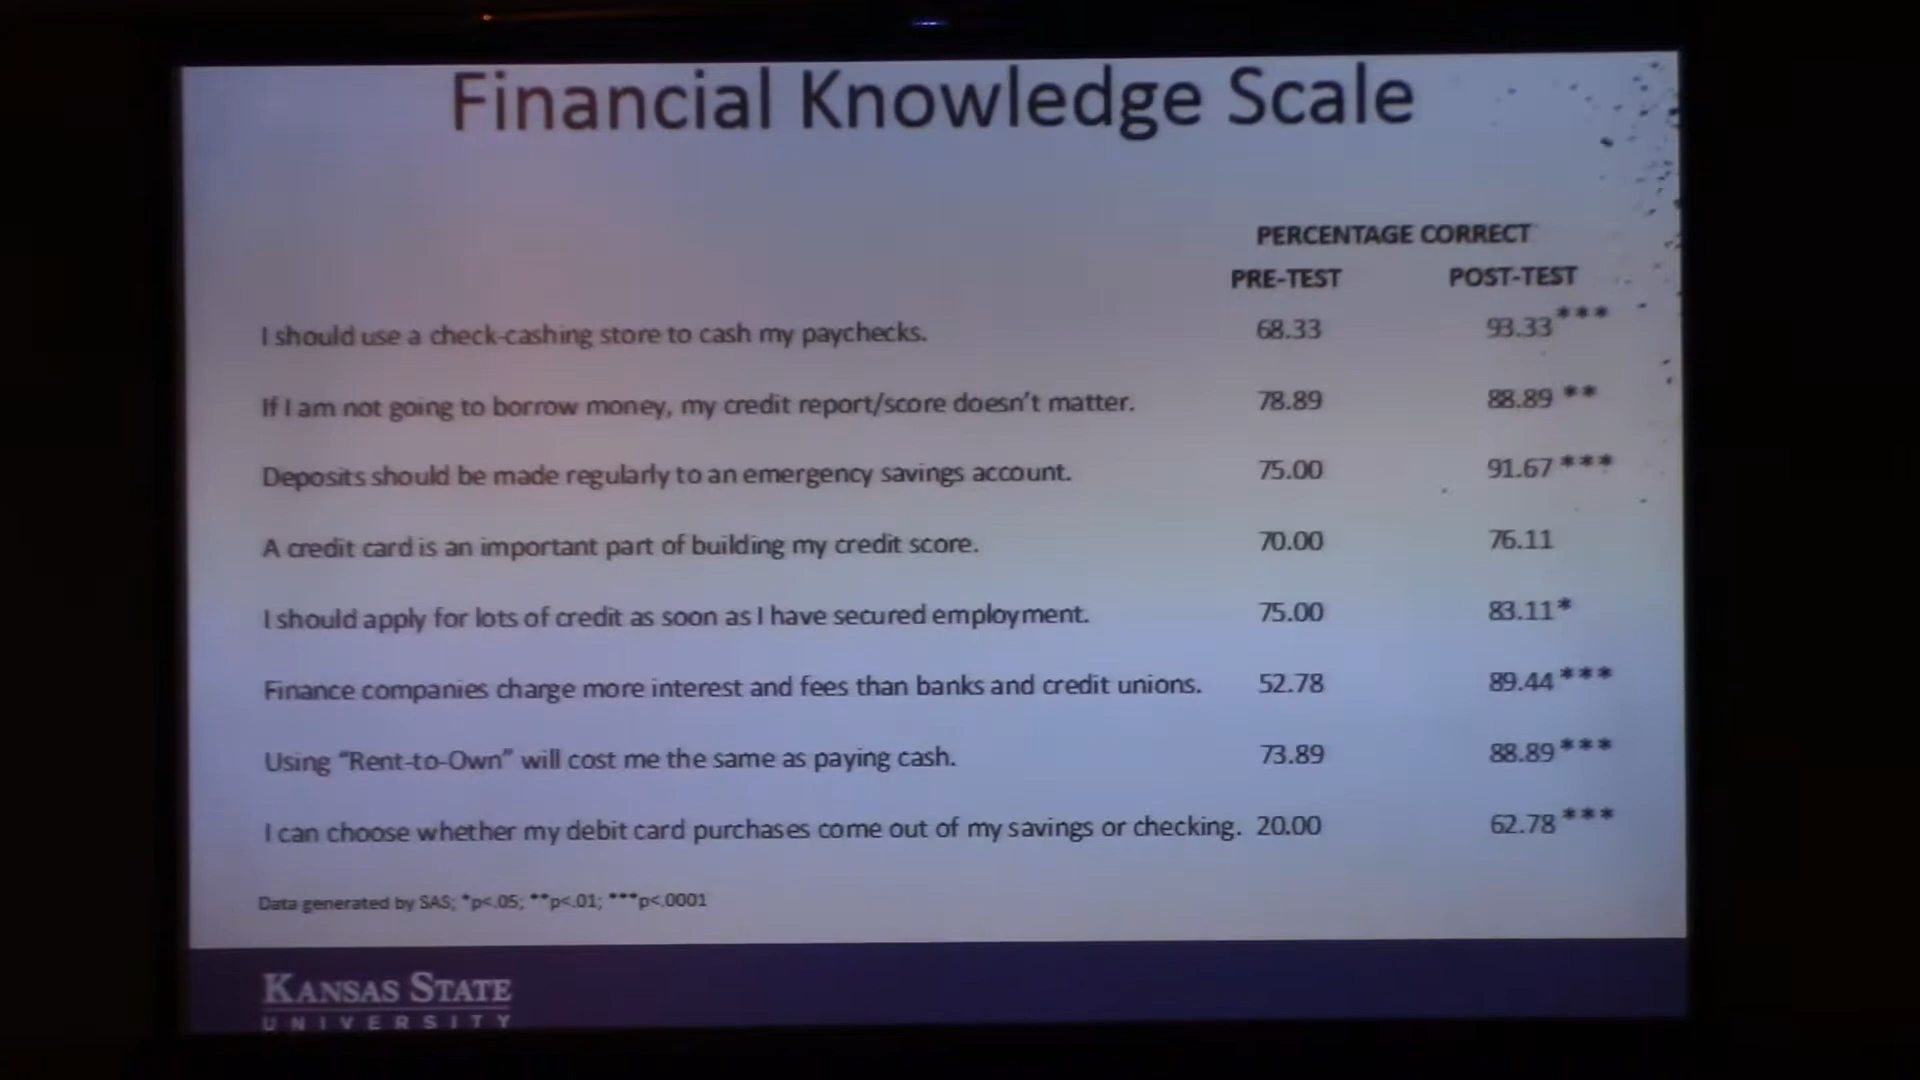 Financial Knowledge Scale
PERCENTAGE CORRECT
PRE-TEST POST-TEST
I should use a check-cashing store to cash my paychecks. 68.33 93.33***
If I am not going to borrow money, my credit report/score doesn't matter. 78.89 88.89 **
Deposits should be made regularly to an emergency savings account. 75.00 91.67 ***
A credit card is an important part of building my credit score. 70.00 76.11
I should apply for lots of credit as soon as I have secured employment. 75.00 83.11*
Finance companies charge more interest and fees than banks and credit unions. 52.78 89.44 ***
Using “Rent-to-Own” will cost me the same as paying cash. 73.89 88.89 ***
I can choose whether my debit card purchases come out of my savings or checking. 20.00 62.78 ***
Data generated by SAS; *p<.05; **p<.01; ***p<.0001
KANSAS STATE
UNIVERSITY